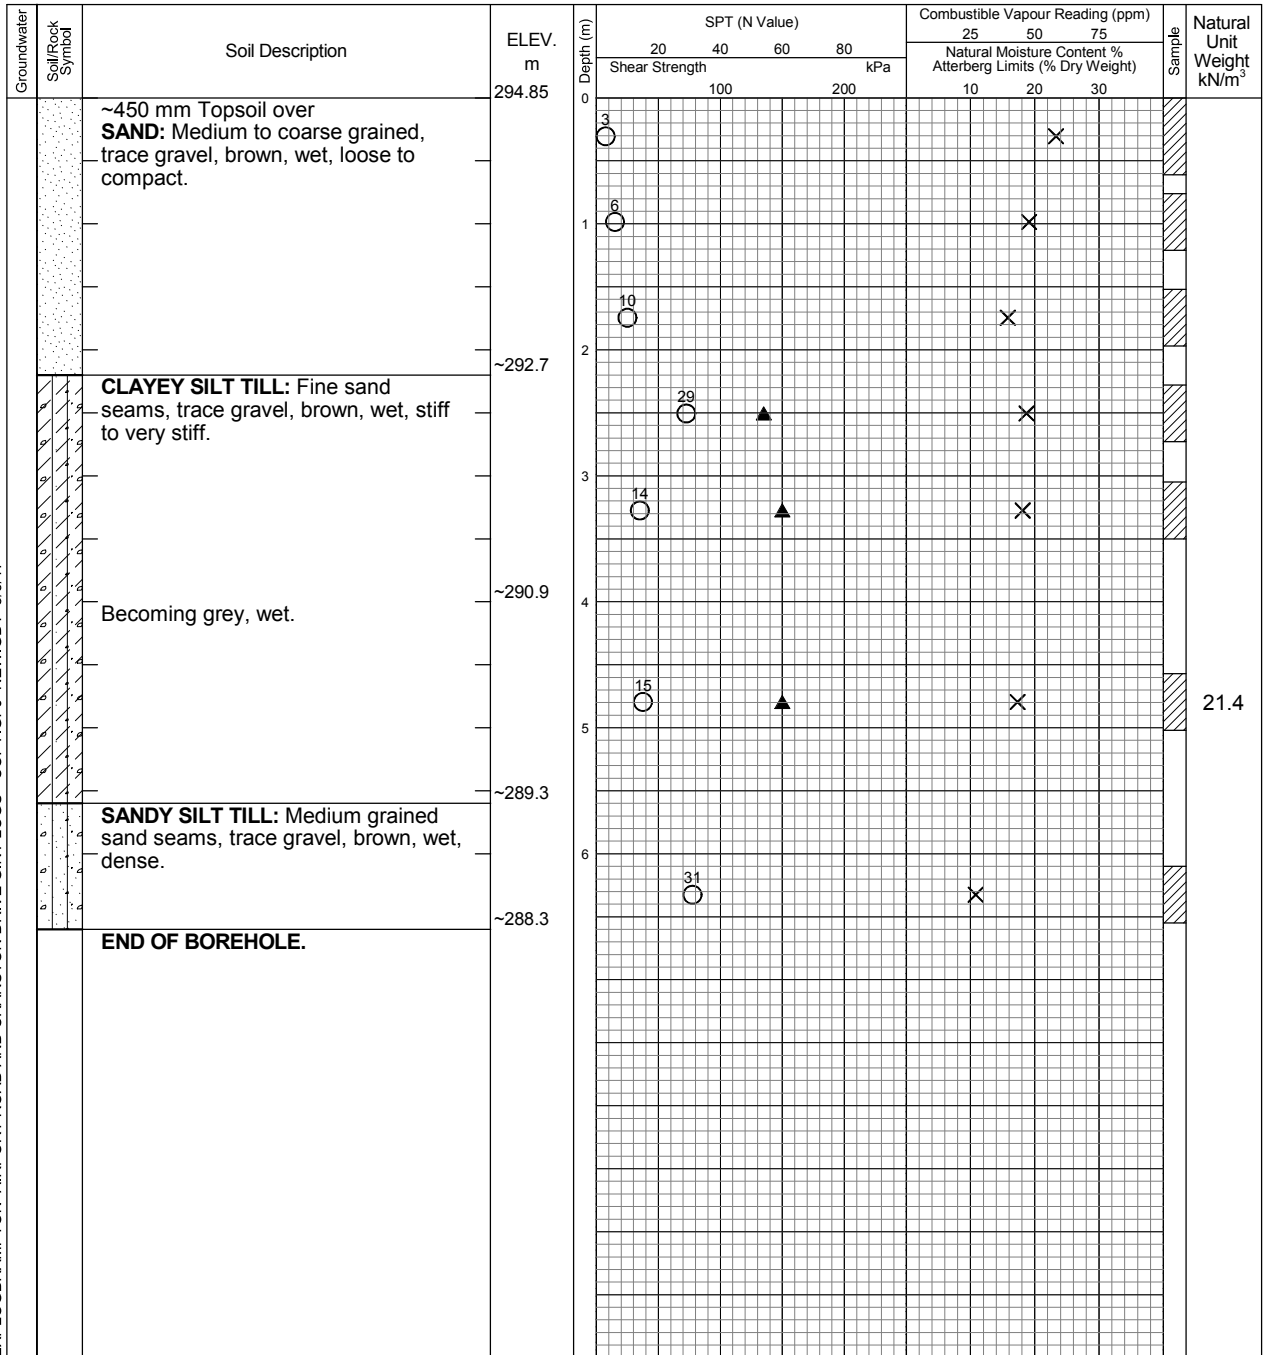 Groundwater
Soil/Rock
Symbol
Soil Description
ELEV.
m
294.85
Depth (m)
SPT (N Value)
20 40 60 80
Shear Strength kPa
100 200
Combustible Vapour Reading (ppm)
25 50 75
Natural Moisture Content %
Atterberg Limits (% Dry Weight)
10 20 30
Sample
Natural
Unit
Weight
kN/m³
0
~450 mm Topsoil over
SAND: Medium to coarse grained,
trace gravel, brown, wet, loose to
compact.
3
6
1
10
2
~292.7
CLAYEY SILT TILL: Fine sand
seams, trace gravel, brown, wet, stiff
to very stiff.
29
3
14
~290.9
4
Becoming grey, wet.
15
21.4
5
~289.3
SANDY SILT TILL: Medium grained
sand seams, trace gravel, brown, wet,
dense.
6
31
~288.3
END OF BOREHOLE.